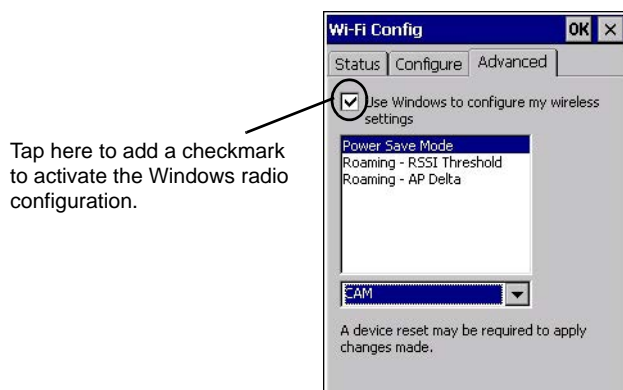 Wi-Fi Config OK ×
Status Configure Advanced
Use Windows to configure my wireless
settings
Tap here to add a checkmark
to activate the Windows radio
configuration.
Power Save Mode
Roaming - RSSI Threshold
Roaming - AP Delta
CAM
A device reset may be required to apply
changes made.